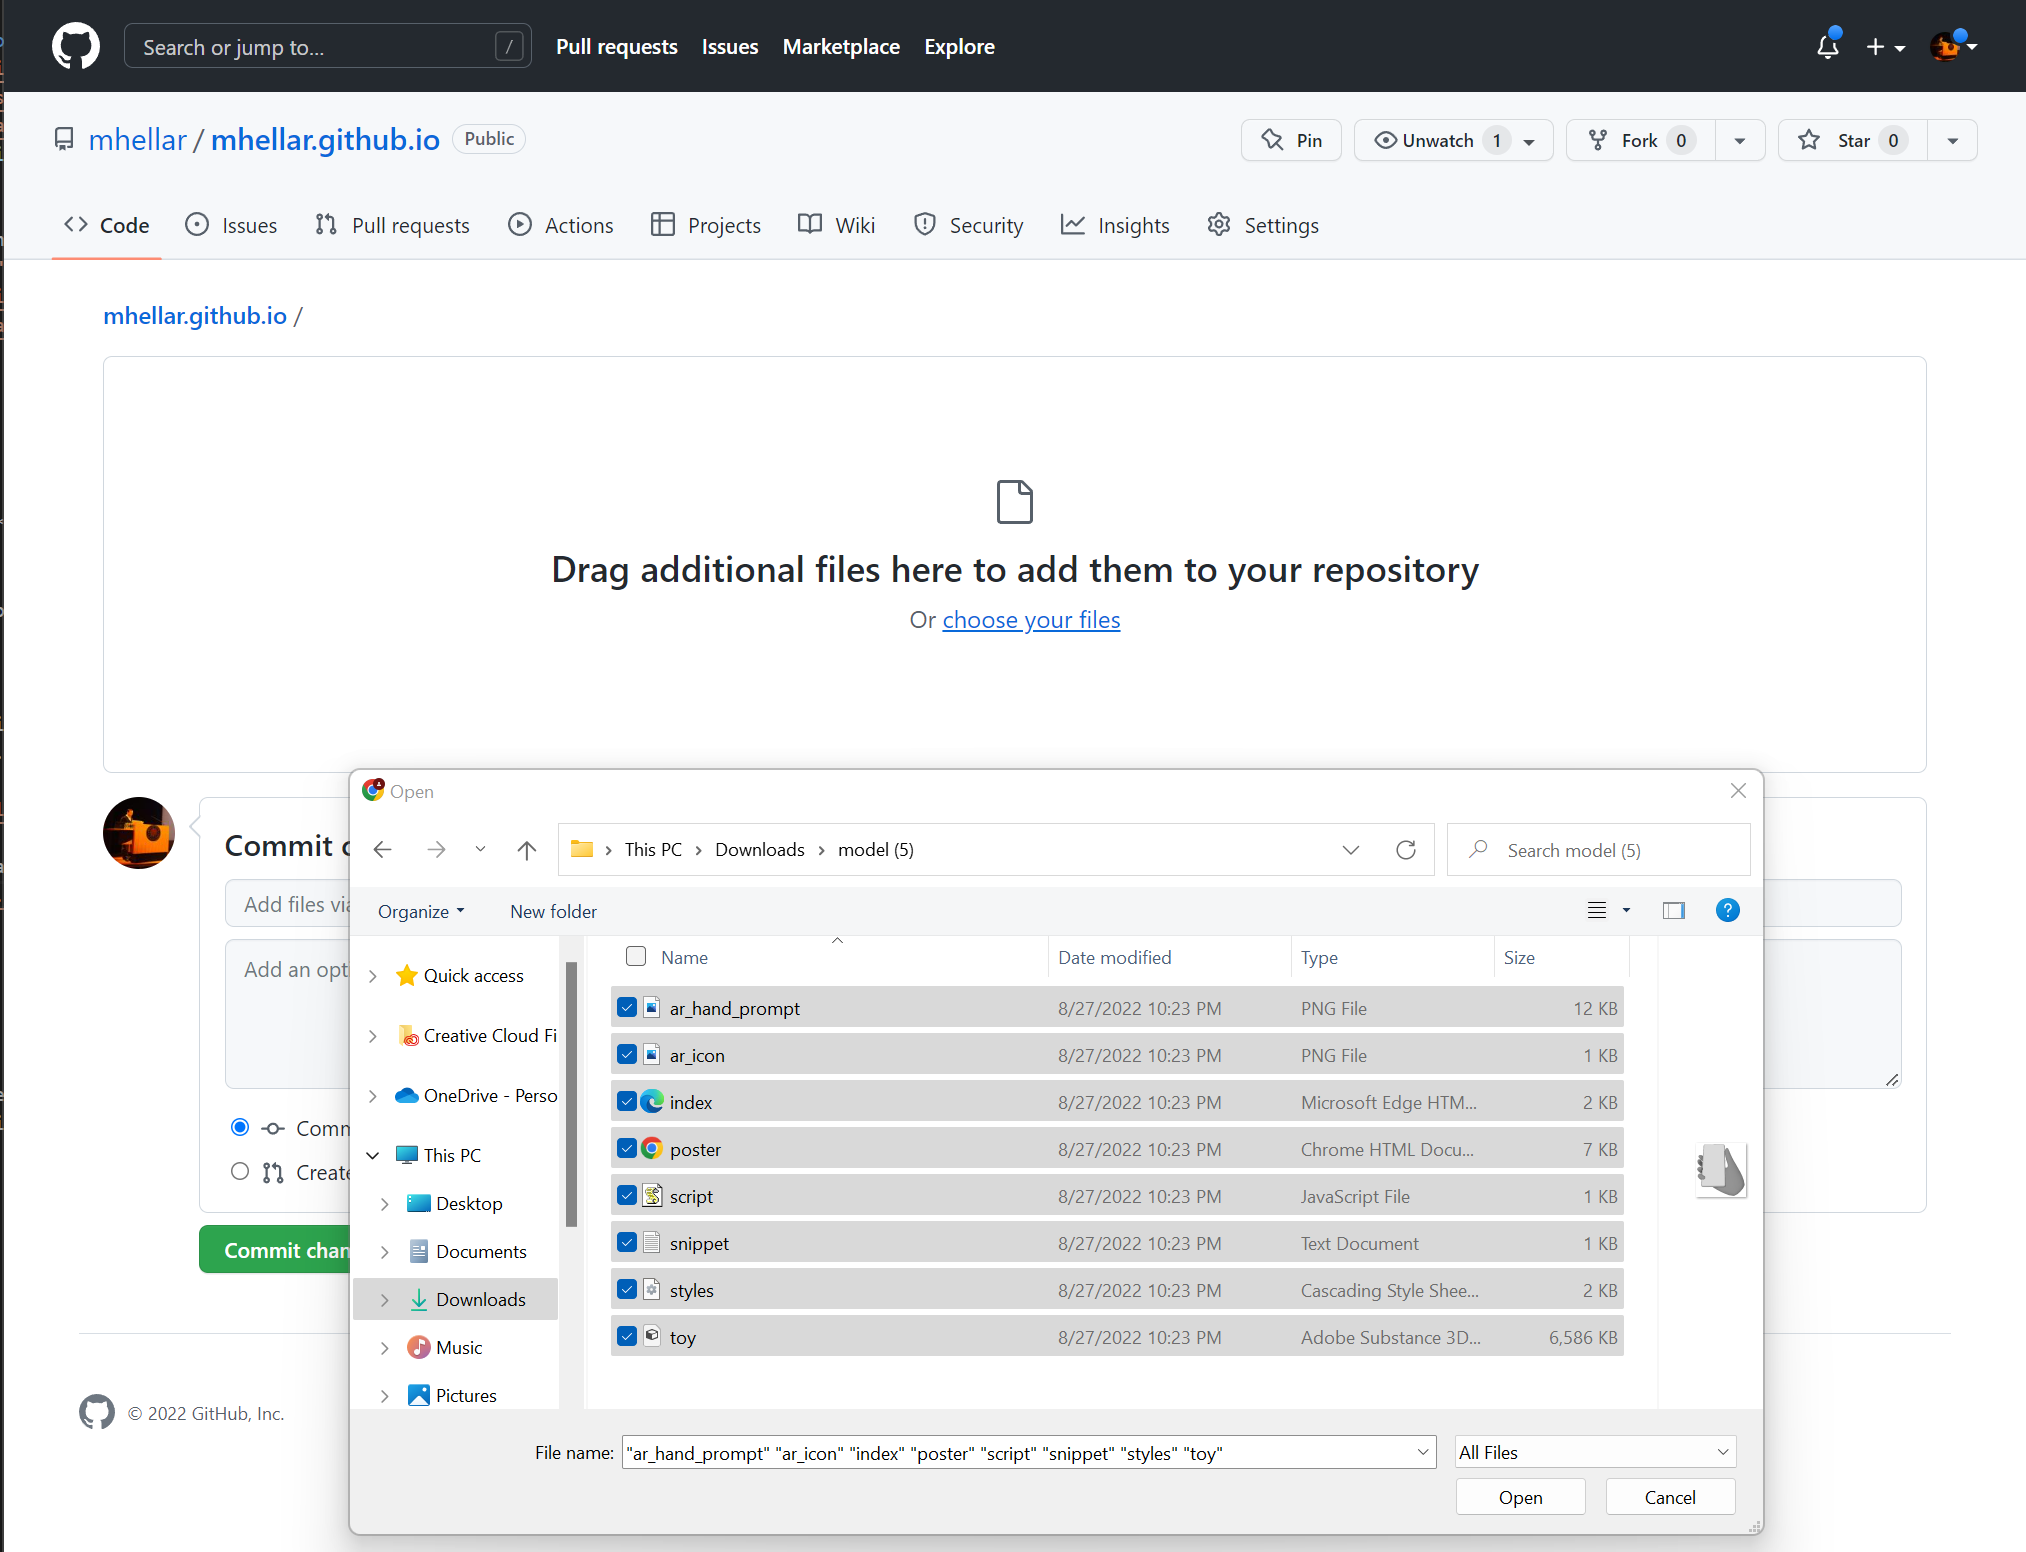 Search or jump to... /
Pull requests Issues Marketplace Explore
mhellar / mhellar.github.io Public
Pin Unwatch 1 Fork 0 Star 0
Code Issues Pull requests Actions Projects Wiki Security Insights Settings
mhellar.github.io /
Drag additional files here to add them to your repository
Or choose your files
Commit c
Add files via
Add an opt
Comm
Create
Commit chan
© 2022 GitHub, Inc.
Open
This PC Downloads model (5)
Search model (5)
Organize New folder
?
Quick access
Creative Cloud Fi
OneDrive - Perso
This PC
Desktop
Documents
Downloads
Music
Pictures
Name Date modified Type Size
ar_hand_prompt 8/27/2022 10:23 PM PNG File 12 KB
ar_icon 8/27/2022 10:23 PM PNG File 1 KB
index 8/27/2022 10:23 PM Microsoft Edge HTM... 2 KB
poster 8/27/2022 10:23 PM Chrome HTML Docu... 7 KB
script 8/27/2022 10:23 PM JavaScript File 1 KB
snippet 8/27/2022 10:23 PM Text Document 1 KB
styles 8/27/2022 10:23 PM Cascading Style Shee... 2 KB
toy 8/27/2022 10:23 PM Adobe Substance 3D... 6,586 KB
File name: "ar_hand_prompt" "ar_icon" "index" "poster" "script" "snippet" "styles" "toy"
All Files
Open Cancel